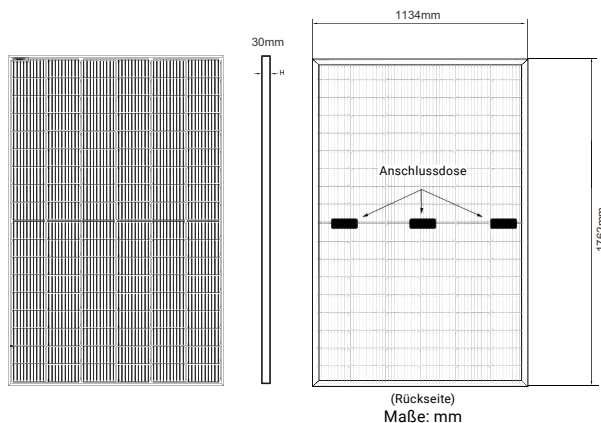 1134mm
30mm
H
Anschlussdose
1762mm
(Rückseite)
Maße: mm